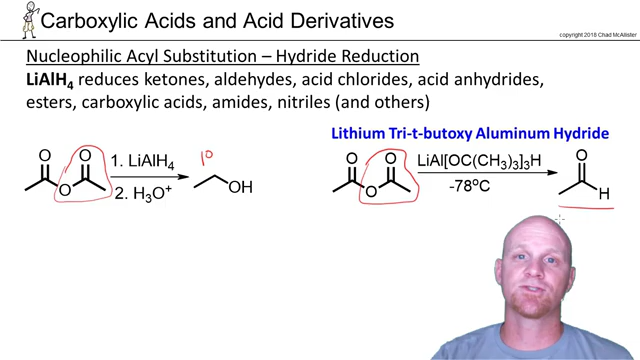 Carboxylic Acids and Acid Derivatives
copyright 2018 Chad McAllister
Nucleophilic Acyl Substitution – Hydride Reduction
LiAlH₄ reduces ketones, aldehydes, acid chlorides, acid anhydrides,
esters, carboxylic acids, amides, nitriles (and others)
O O
O
1. LiAlH₄
2. H₃O⁺
1°
OH
Lithium Tri-t-butoxy Aluminum Hydride
O O
O
LiAl[OC(CH₃)₃]₃H
-78°C
O
H